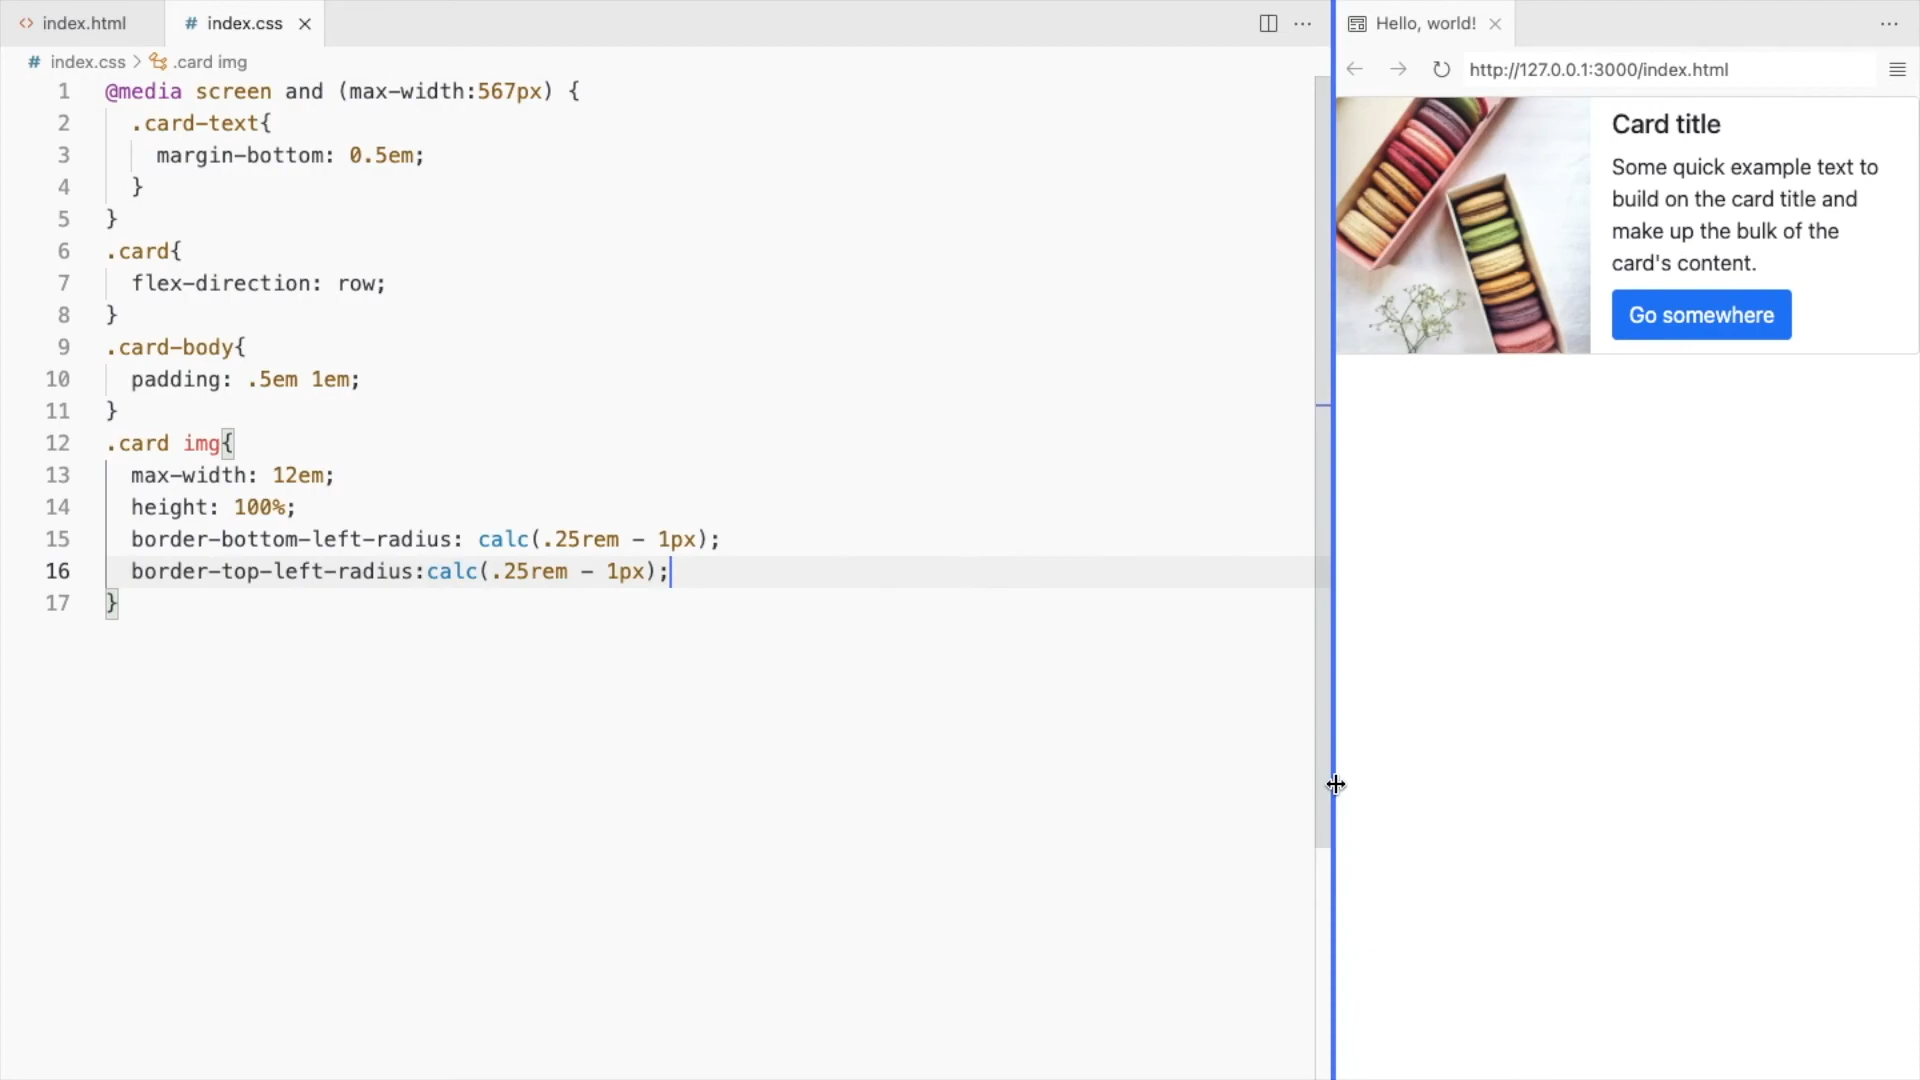 index.html
index.css
index.css > .card img
1 @media screen and (max-width:567px) {
2 .card-text{
3 margin-bottom: 0.5em;
4 }
5 }
6 .card{
7 flex-direction: row;
8 }
9 .card-body{
10 padding: .5em 1em;
11 }
12 .card img{
13 max-width: 12em;
14 height: 100%;
15 border-bottom-left-radius: calc(.25rem - 1px);
16 border-top-left-radius:calc(.25rem - 1px);
17 }
Hello, world!
http://127.0.0.1:3000/index.html
Card title
Some quick example text to
build on the card title and
make up the bulk of the
card's content.
Go somewhere